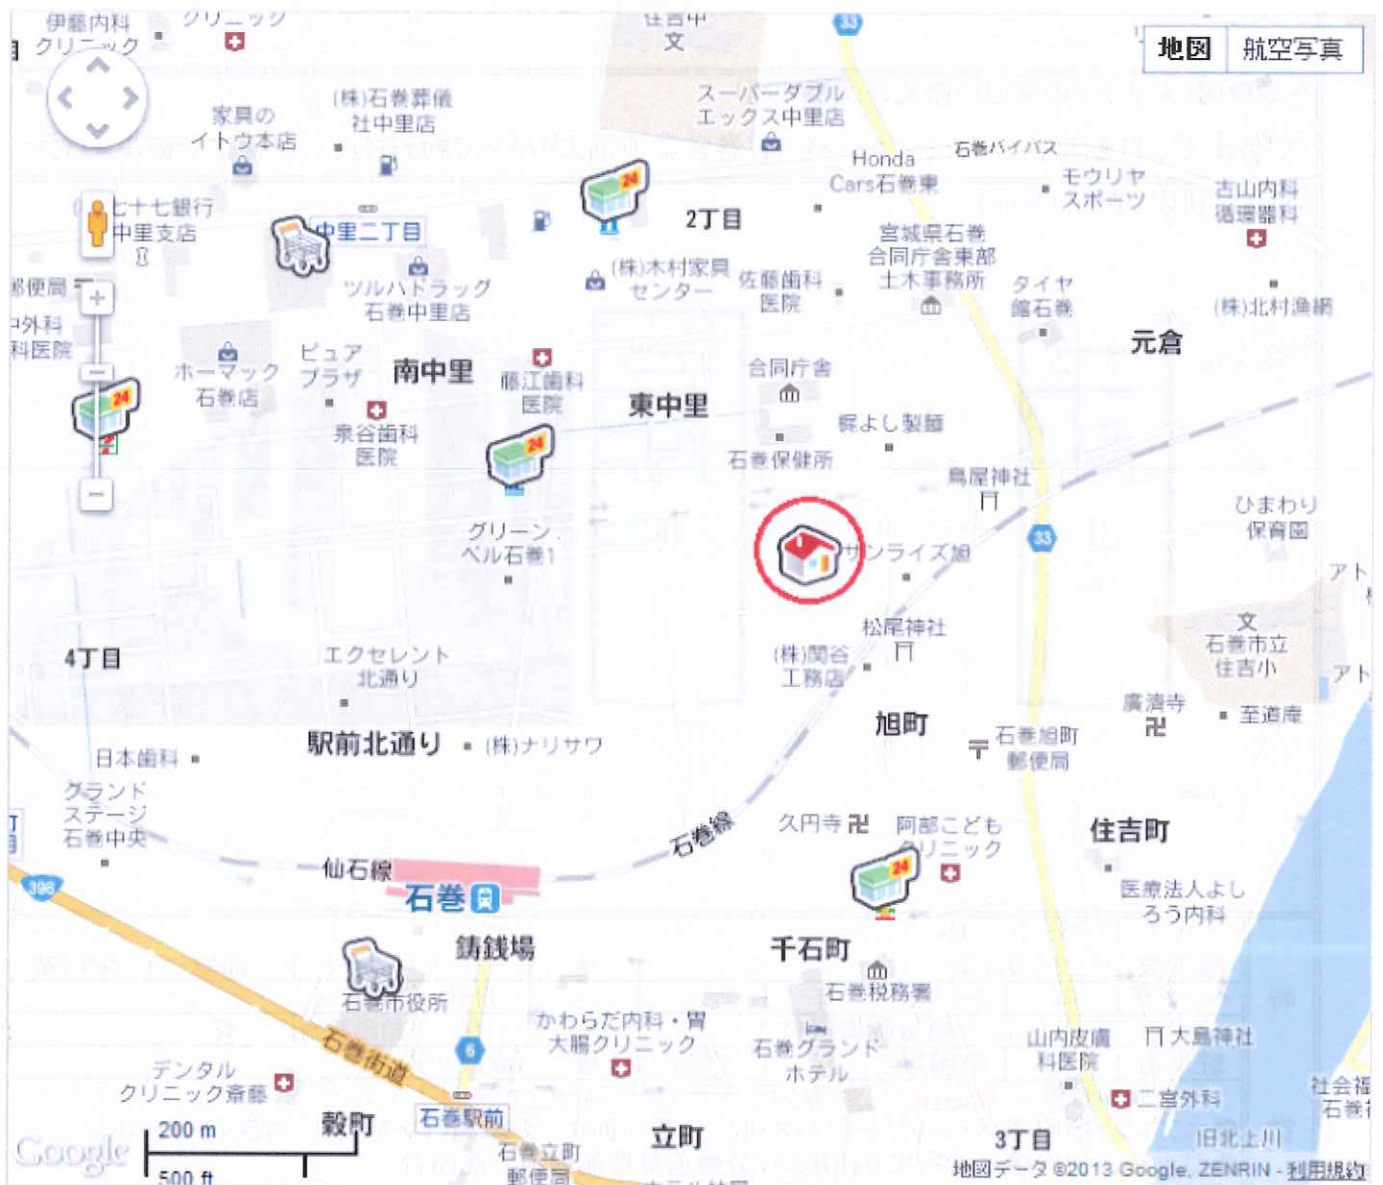 伊藤内科
クリニック
クリニック
住吉中
文
33
地図
航空写真
(株)石巻葬儀
社中里店
家具の
イトウ本店
スーパーダブル
エックス中里店
Honda
Cars石巻東
石巻バイパス
モウリヤ
スポーツ
古山内科
循環器科
七十七銀行
中里支店
中里二丁目
24
2丁目
宮城県石巻
合同庁舎東部
土木事務所
(株)木村家具
センター
佐藤歯科
医院
タイヤ
館石巻
(株)北村漁網
郵便局
ツルハドラッグ
石巻中里店
元倉
中外科
科医院
ホーマック
石巻店
ピュア
プラザ
南中里
藤江歯科
医院
東中里
合同庁舎
24
泉谷歯科
医院
24
梶よし製麺
石巻保健所
鳥屋神社
ひまわり
保育園
グリーン
ベル石巻1
サンライズ旭
33
アト
松尾神社
文
石巻市立
住吉小
4丁目
エクセレント
北通り
(株)関谷
工務店
アト
廣濟寺
至道庵
旭町
石巻旭町
郵便局
駅前北通り
(株)ナリサワ
日本歯科
グランド
ステージ
石巻中央
石巻線
久円寺
阿部こども
クリニック
住吉町
仙石線
24
398
石巻
医療法人よし
ろう内科
鋳銭場
千石町
石巻市役所
石巻税務署
かわらだ内科・胃
大腸クリニック
石巻グランド
ホテル
山内皮膚
科医院
大島神社
石巻街道
6
デンタル
クリニック斎藤
二宮外科
社会福
石巻
石巻駅前
穀町
立町
3丁目
旧北上川
Google
200 m
500 ft
石巻立町
郵便局
地図データ ©2013 Google, ZENRIN - 利用規約